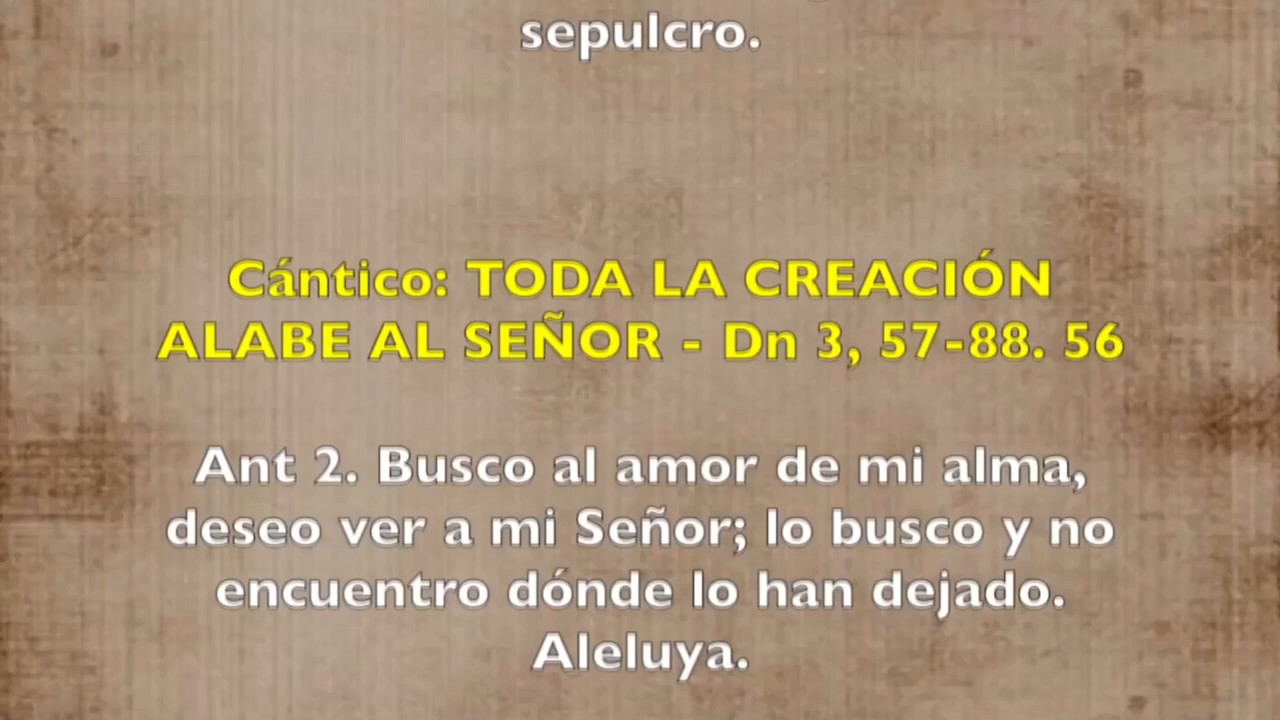 sepulcro.
Cántico: TODA LA CREACIÓN
ALABE AL SEÑOR - Dn 3, 57-88. 56
Ant 2. Busco al amor de mi alma,
deseo ver a mi Señor; lo busco y no
encuentro dónde lo han dejado.
Aleluya.